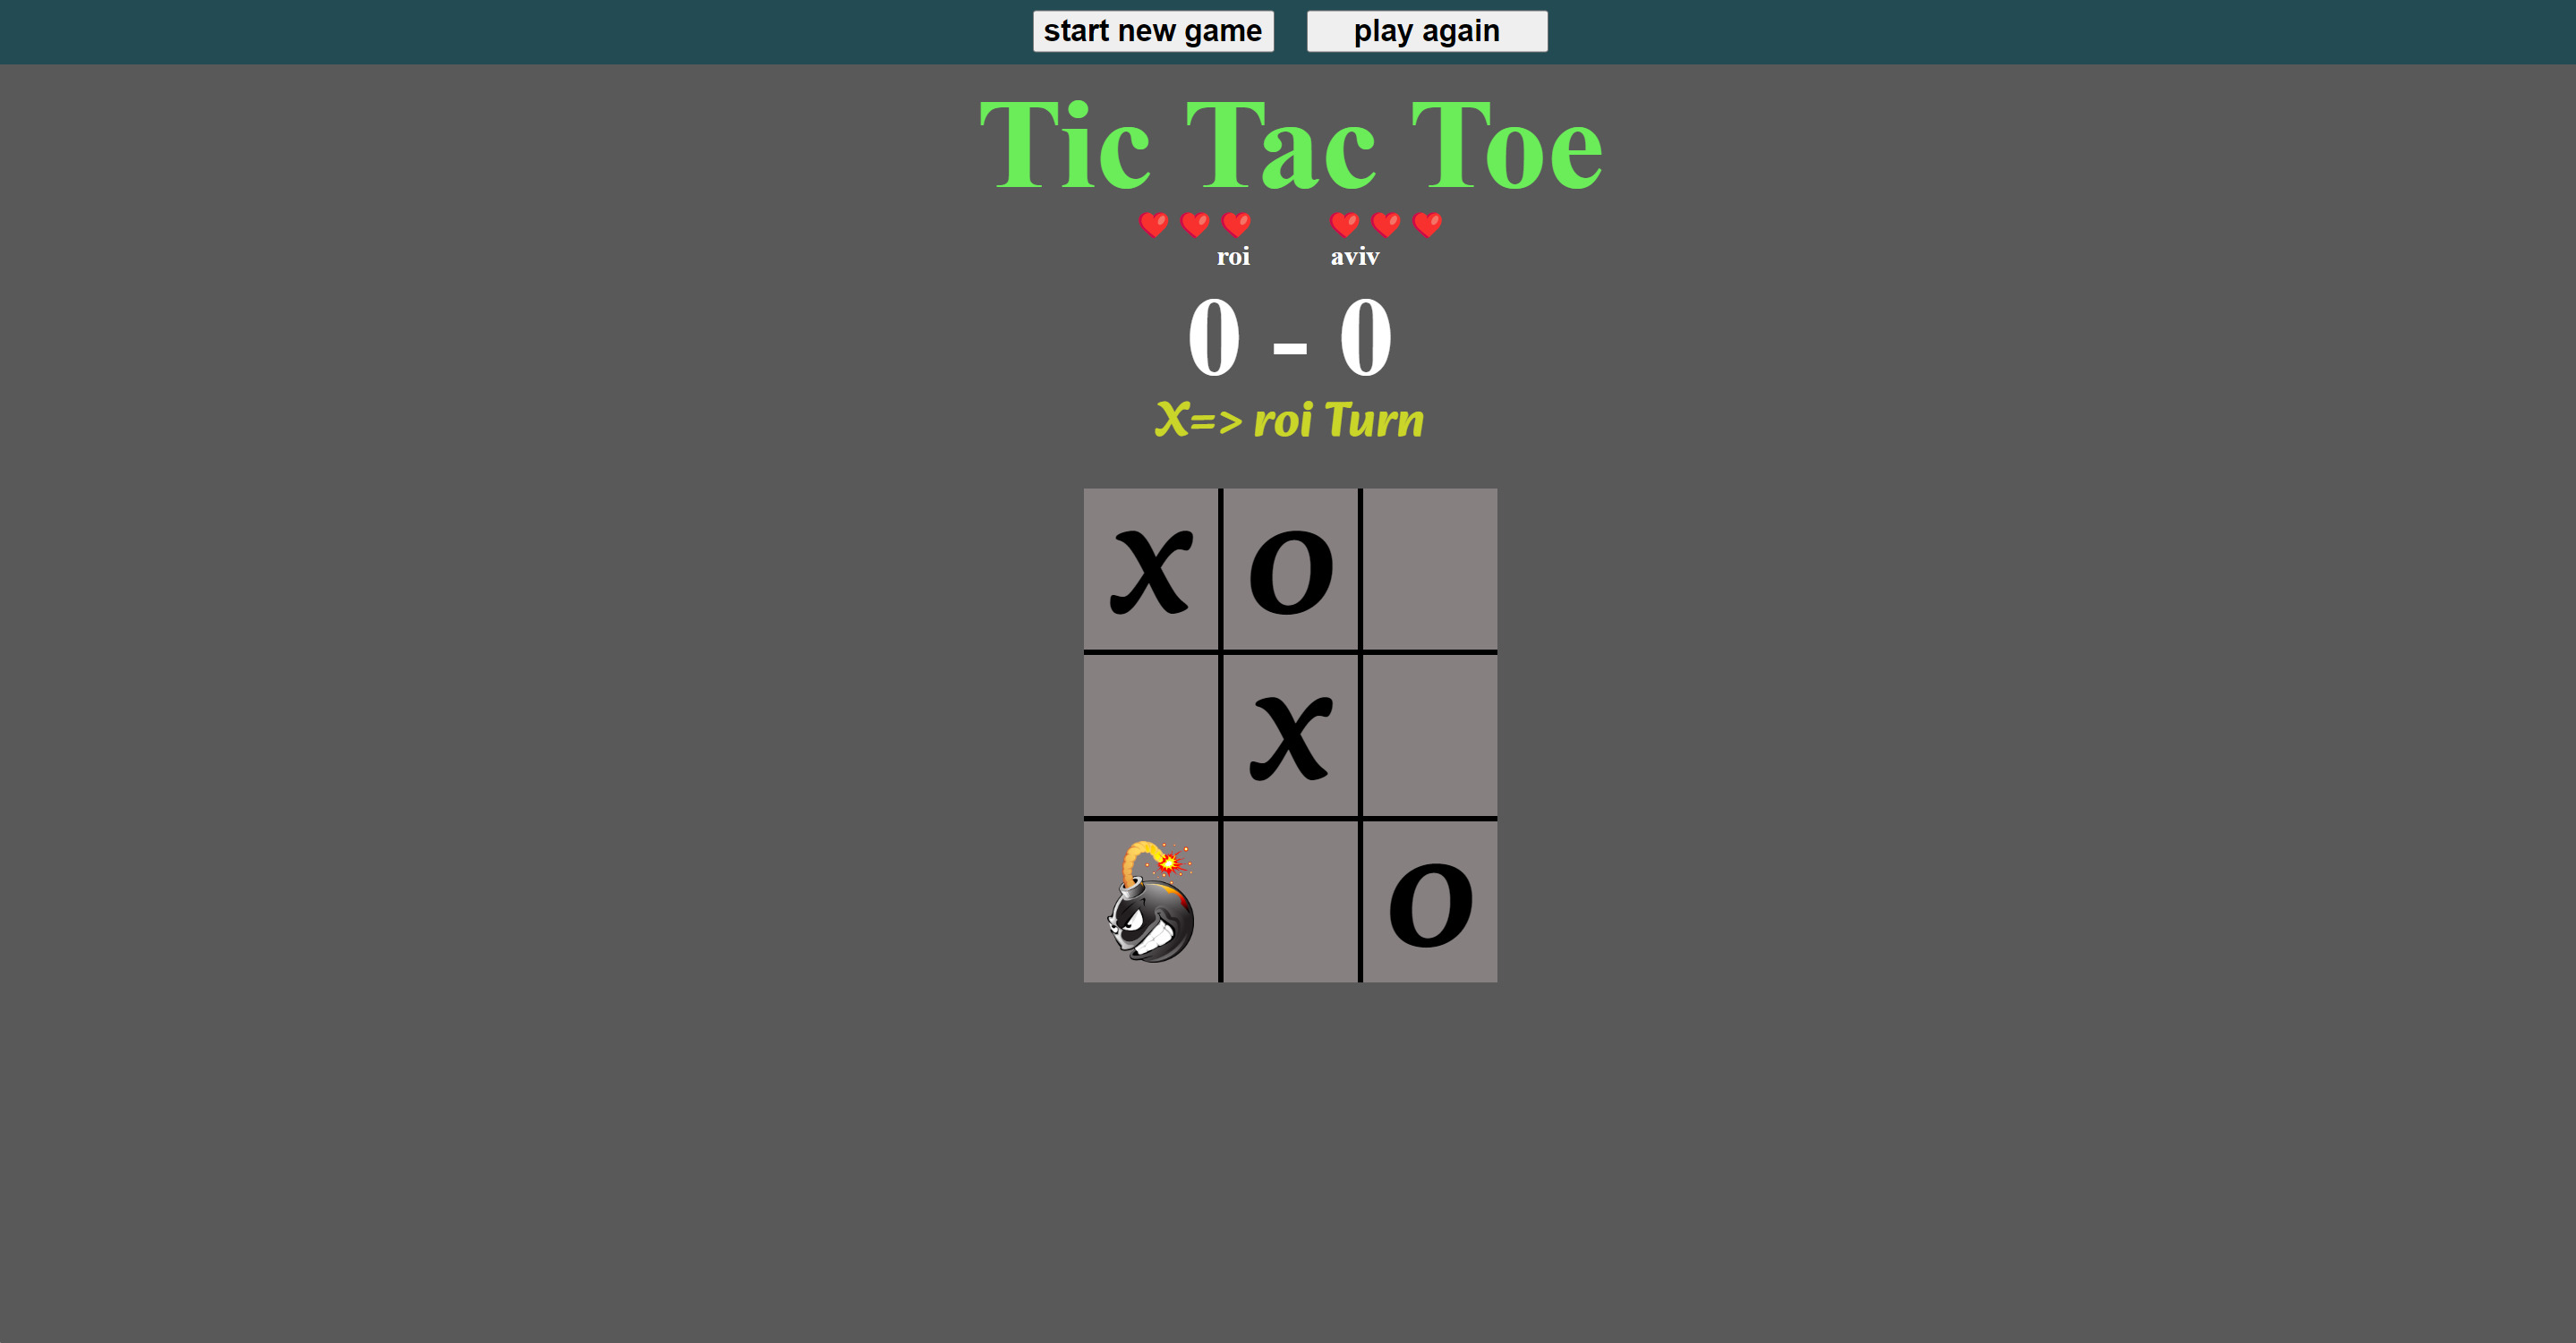 start new game play again
Tic Tac Toe
roi aviv
0 - 0
X=> roi Turn
X O
X
O